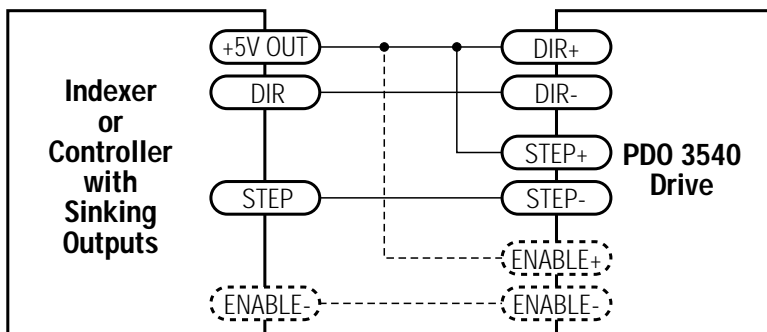 Indexer
or
Controller
with
Sinking
Outputs
+5V OUT
DIR
STEP
ENABLE-
DIR+
DIR-
STEP+
STEP-
ENABLE+
ENABLE-
PDO 3540
Drive